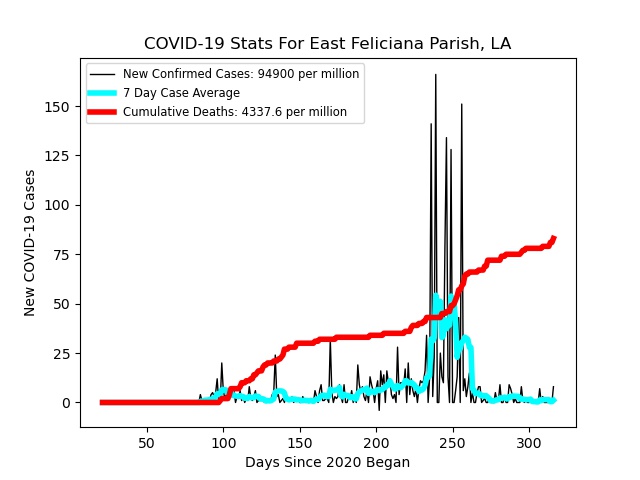 COVID-19 Stats For East Feliciana Parish, LA
New Confirmed Cases: 94900 per million
7 Day Case Average
Cumulative Deaths: 4337.6 per million
New COVID-19 Cases
150
125
100
75
50
25
0
50 100 150 200 250 300
Days Since 2020 Began